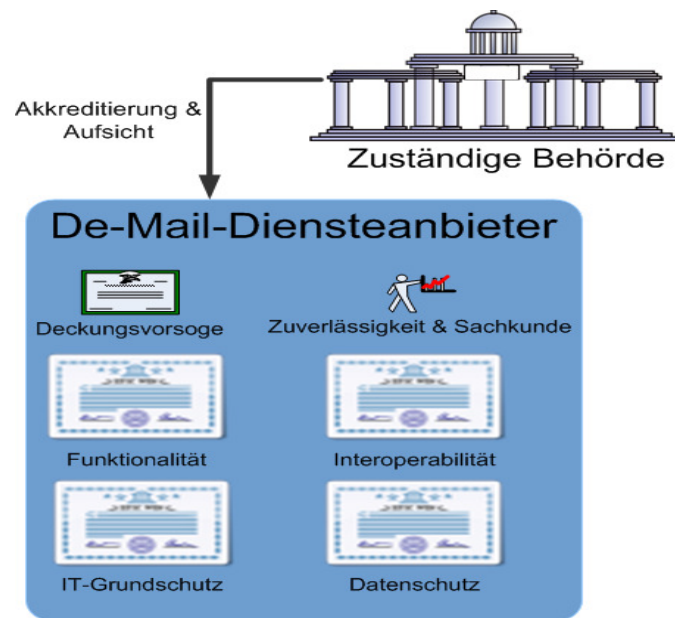 Akkreditierung &
Aufsicht
Zuständige Behörde
De-Mail-Diensteanbieter
Deckungsvorsoge
Zuverlässigkeit & Sachkunde
Funktionalität
Interoperabilität
IT-Grundschutz
Datenschutz